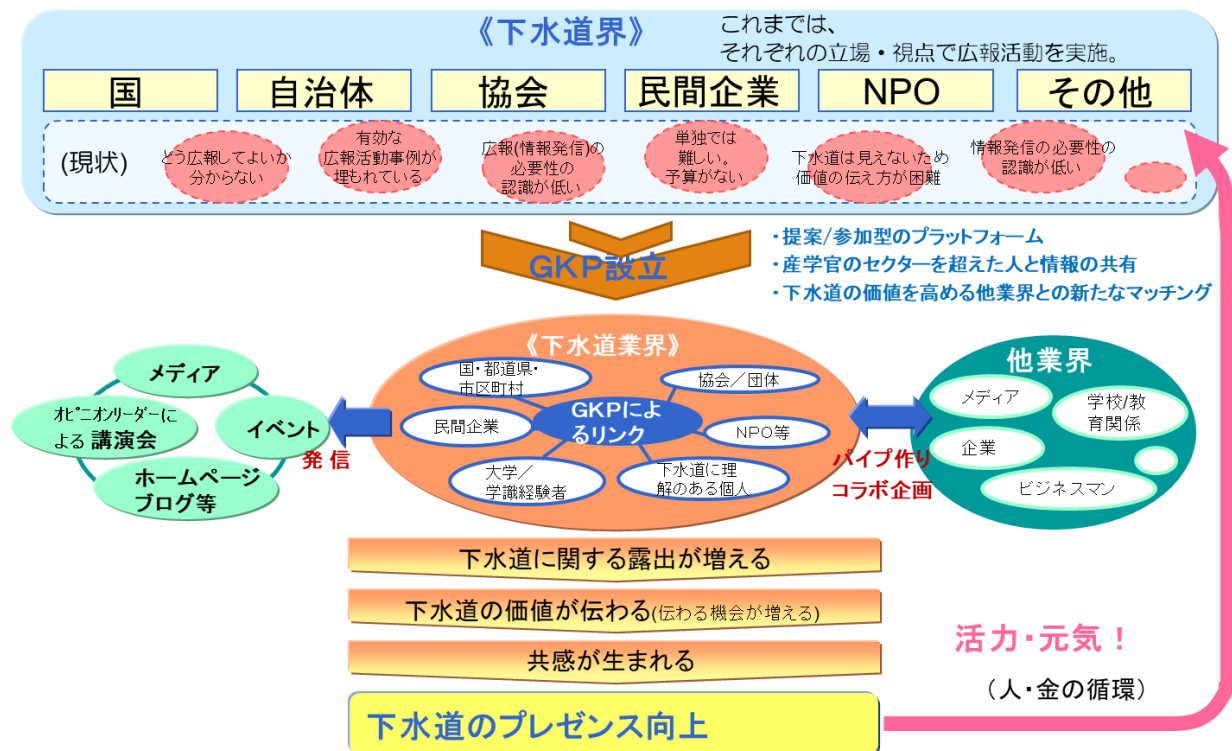 《下水道界》
これまでは、
それぞれの立場・視点で広報活動を実施。
国
自治体
協会
民間企業
NPO
その他
(現状)
どう広報してよいか
分からない
有効な
広報活動事例が
埋もれている
広報(情報発信)の
必要性の
認識が低い
単独では
難しい。
予算がない
下水道は見えないため
価値の伝え方が困難
情報発信の必要性の
認識が低い
GKP設立
・提案/参加型のプラットフォーム
・産学官のセクターを超えた人と情報の共有
・下水道の価値を高める他業界との新たなマッチング
メディア
オピニオンリーダーに
よる 講演会
イベント
ホームページ
ブログ等
発 信
《下水道業界》
国・都道県・
市区町村
協会／団体
民間企業
GKPによ
るリンク
NPO等
大学／
学識経験者
下水道に理
解のある個人
パイプ作り
コラボ企画
他業界
メディア
学校/教
育関係
企業
ビジネスマン
下水道に関する露出が増える
下水道の価値が伝わる(伝わる機会が増える)
共感が生まれる
下水道のプレゼンス向上
活力・元気！
（人・金の循環）